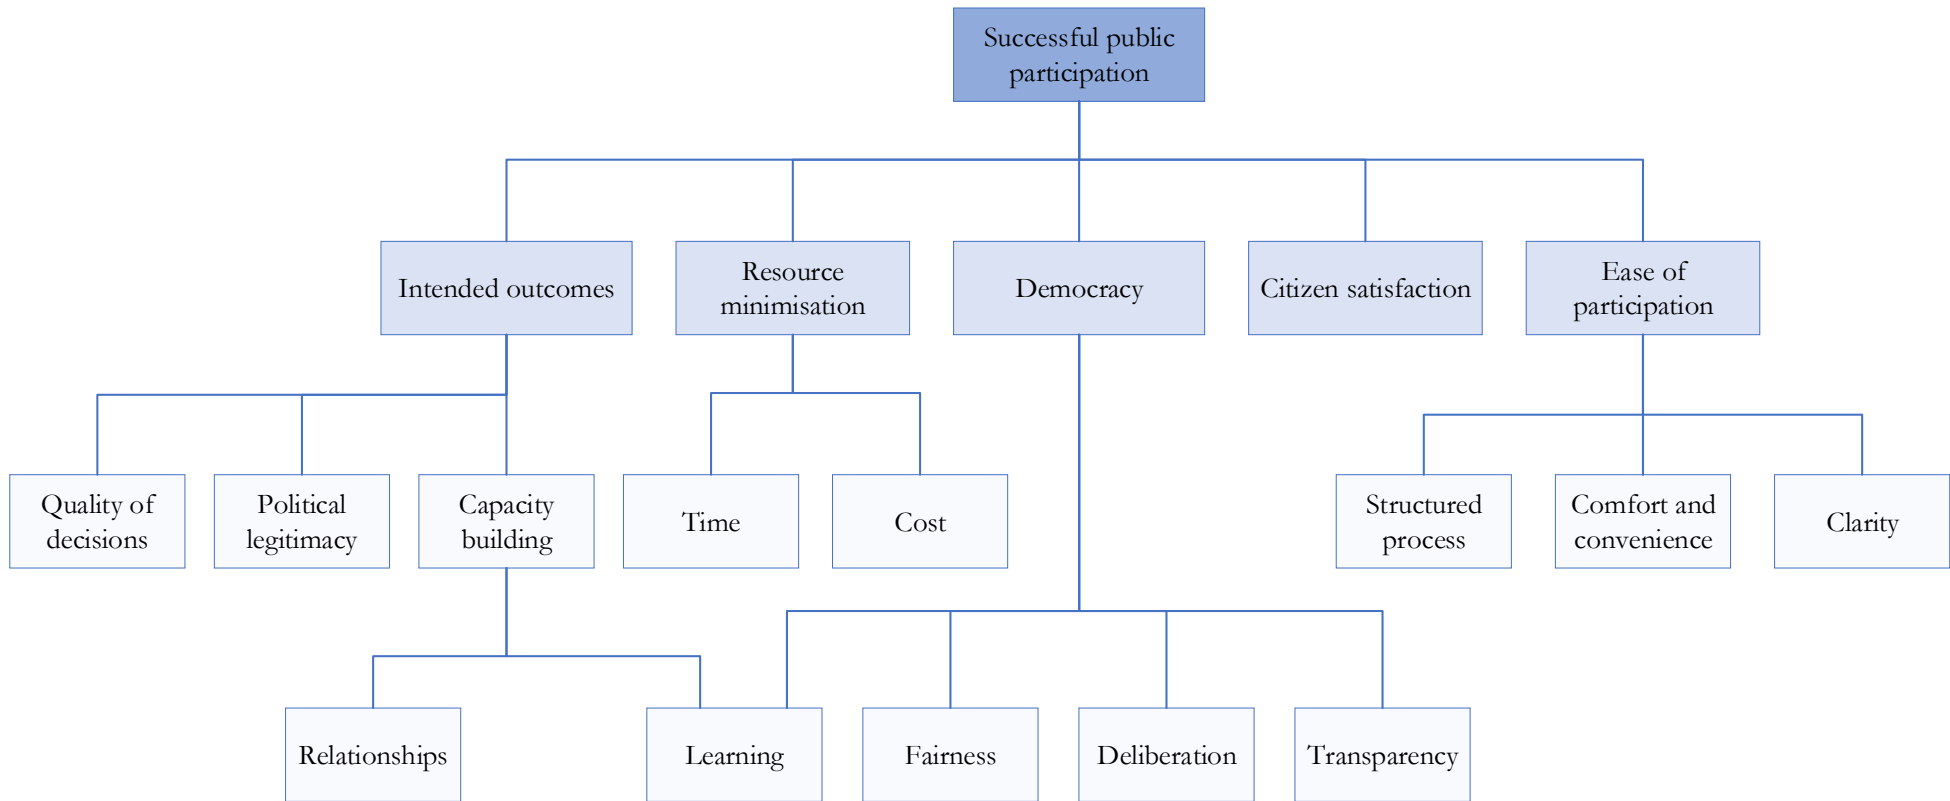 Successful public
participation
Intended outcomes
Resource
minimisation
Democracy
Citizen satisfaction
Ease of
participation
Quality of
decisions
Political
legitimacy
Capacity
building
Time
Cost
Structured
process
Comfort and
convenience
Clarity
Relationships
Learning
Fairness
Deliberation
Transparency